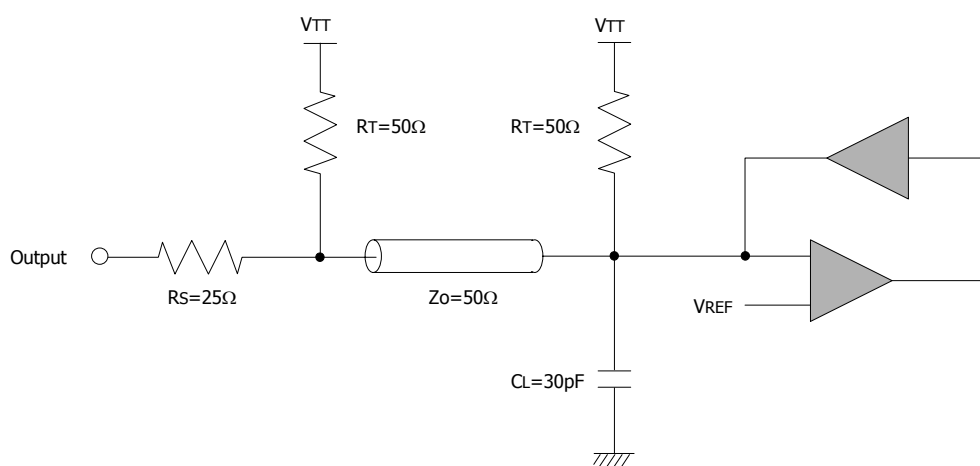 VTT
VTT
RT=50Ω
RT=50Ω
Output
RS=25Ω
Zo=50Ω
VREF
CL=30pF